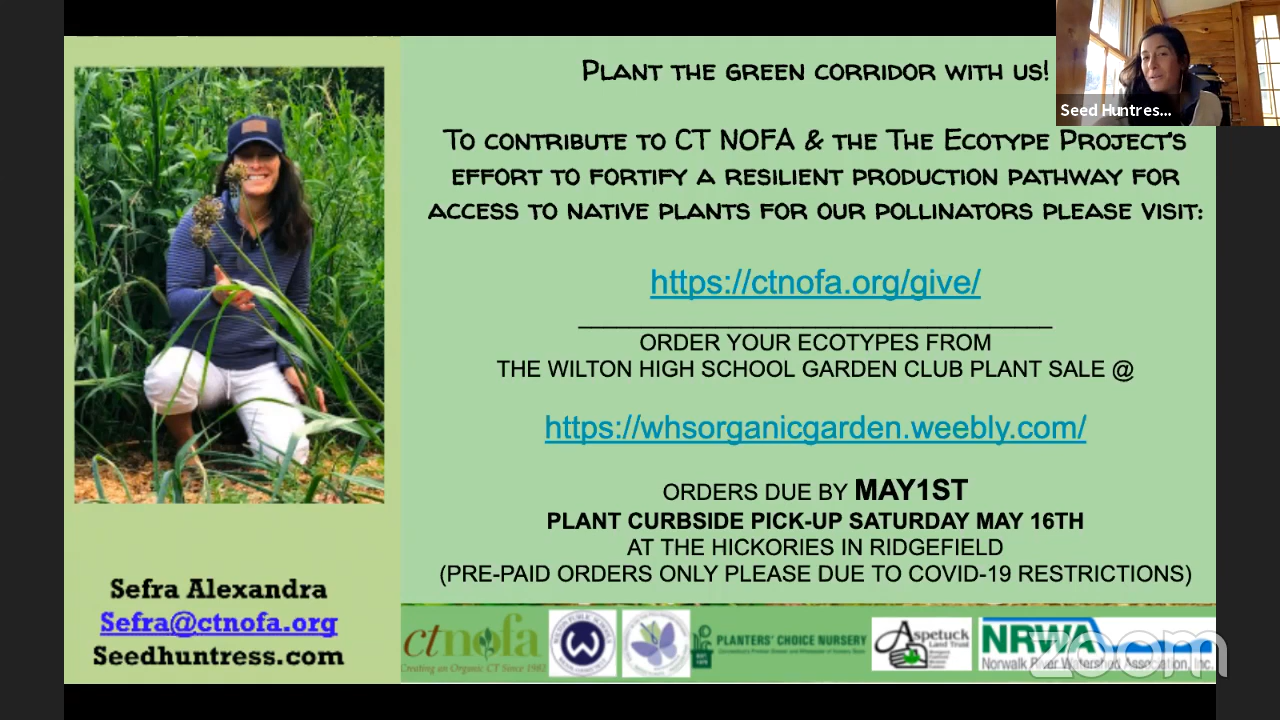 PLANT THE GREEN CORRIDOR WITH US!
Seed Huntres...
TO CONTRIBUTE TO CT NOFA & THE THE ECOTYPE PROJECT'S
EFFORT TO FORTIFY A RESILIENT PRODUCTION PATHWAY FOR
ACCESS TO NATIVE PLANTS FOR OUR POLLINATORS PLEASE VISIT:
https://ctnofa.org/give/
ORDER YOUR ECOTYPES FROM
THE WILTON HIGH SCHOOL GARDEN CLUB PLANT SALE @
https://whsorganicgarden.weebly.com/
ORDERS DUE BY MAY1ST
PLANT CURBSIDE PICK-UP SATURDAY MAY 16TH
AT THE HICKORIES IN RIDGEFIELD
(PRE-PAID ORDERS ONLY PLEASE DUE TO COVID-19 RESTRICTIONS)
Sefra Alexandra
Sefra@ctnofa.org
Seedhuntress.com
ctnofa
Creating an Organic CT Since 1982
W
PLANTERS' CHOICE NURSERY
Aspetuck
Land Trust
NRWA
Norwalk River Watershed Association, Inc.
zoom